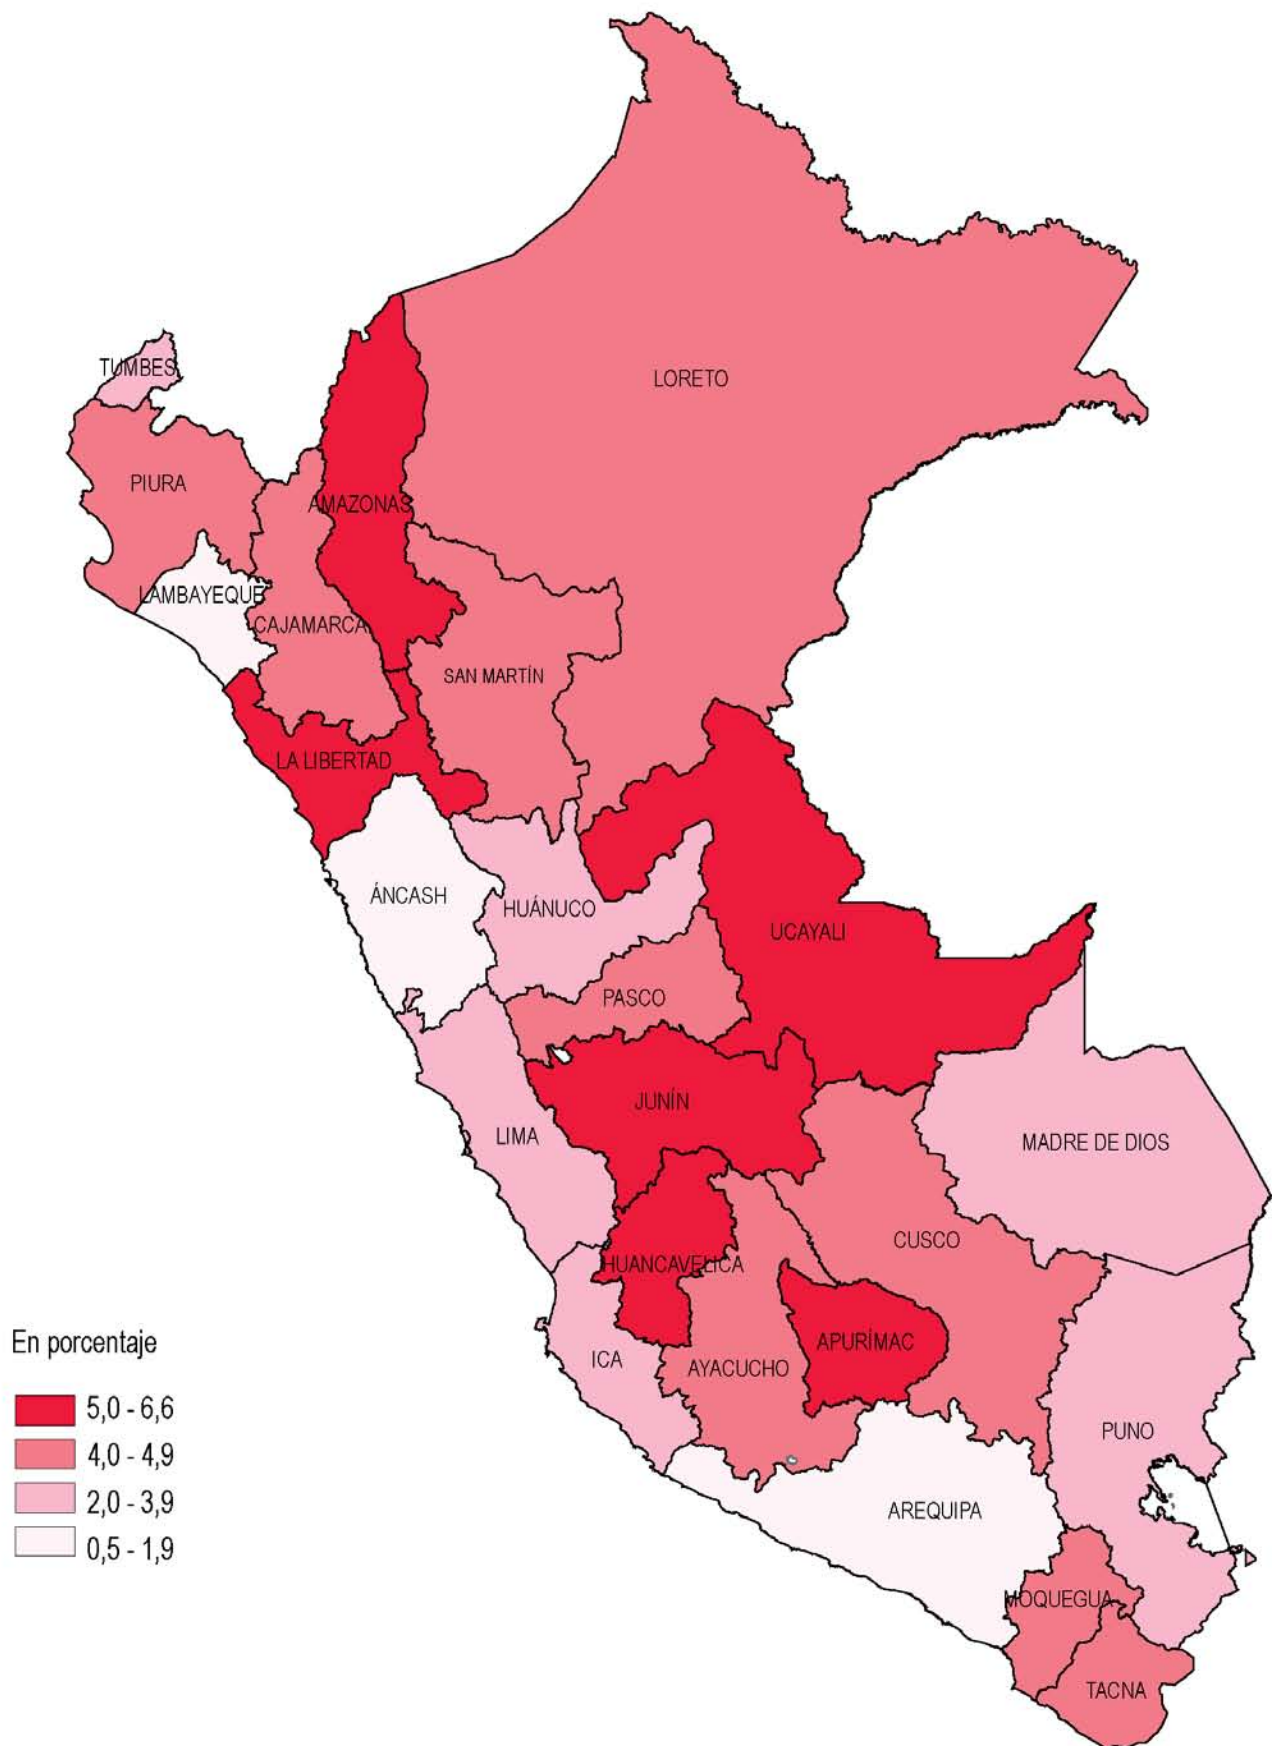 TUMBES
LORETO
PIURA
AMAZONAS
LAMBAYEQUE
CAJAMARCA
SAN MARTÍN
LA LIBERTAD
ÁNCASH
HUÁNUCO
UCAYALI
PASCO
JUNÍN
LIMA
MADRE DE DIOS
CUSCO
HUANCAVELICA
APURÍMAC
ICA
AYACUCHO
PUNO
AREQUIPA
MOQUEGUA
TACNA
En porcentaje
5,0 - 6,6
4,0 - 4,9
2,0 - 3,9
0,5 - 1,9